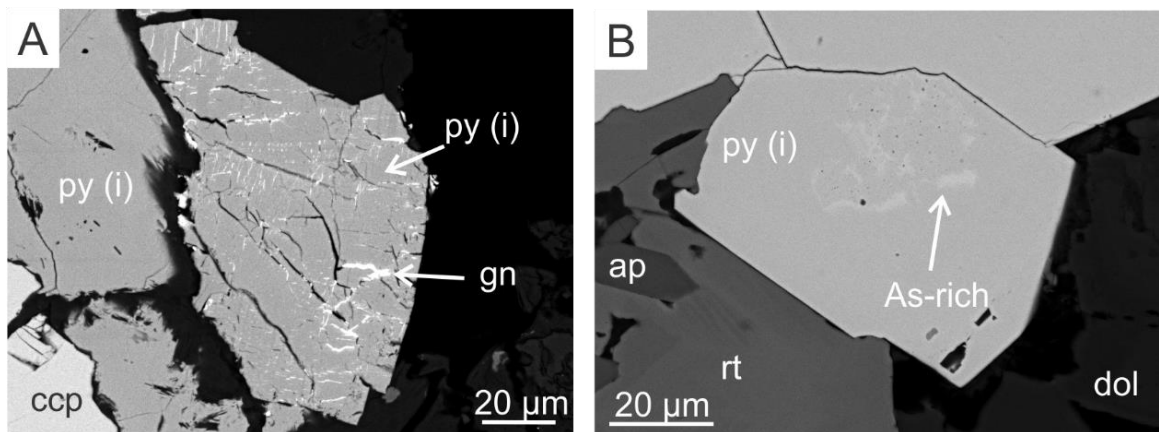 A
py (i)
py (i)
gn
ccp
20 µm
B
py (i)
As-rich
ap
rt
dol
20 µm